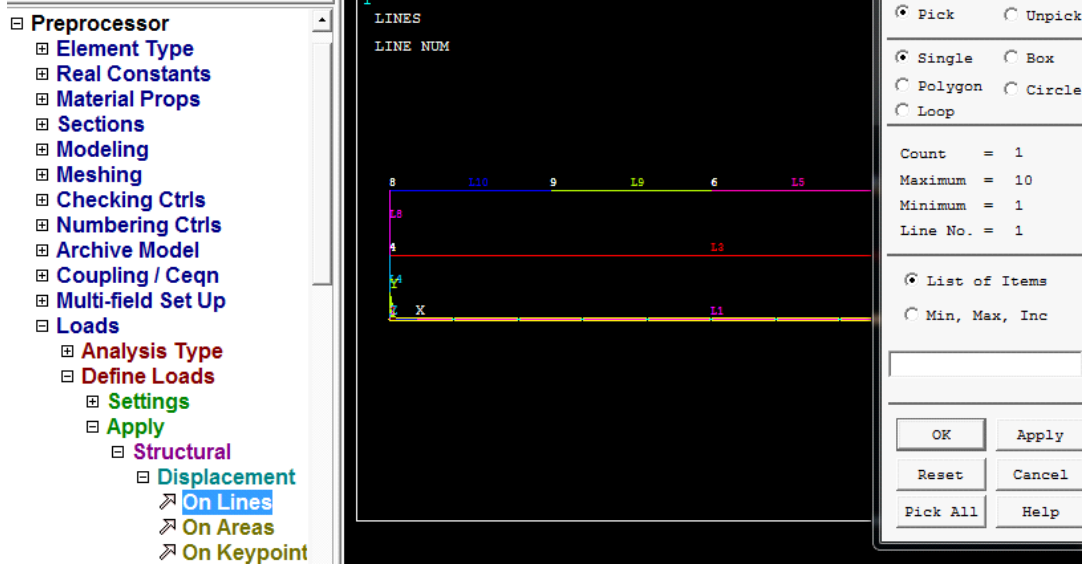 Preprocessor
Element Type
Real Constants
Material Props
Sections
Modeling
Meshing
Checking Ctrls
Numbering Ctrls
Archive Model
Coupling / Ceqn
Multi-field Set Up
Loads
Analysis Type
Define Loads
Settings
Apply
Structural
Displacement
On Lines
On Areas
On Keypoint
1
LINES
LINE NUM
8 L10 9 L9 6 L5
L8
4 L3
L4
Y
X L1
Pick Unpick
Single Box
Polygon Circle
Loop
Count = 1
Maximum = 10
Minimum = 1
Line No. = 1
List of Items
Min, Max, Inc
OK Apply
Reset Cancel
Pick All Help